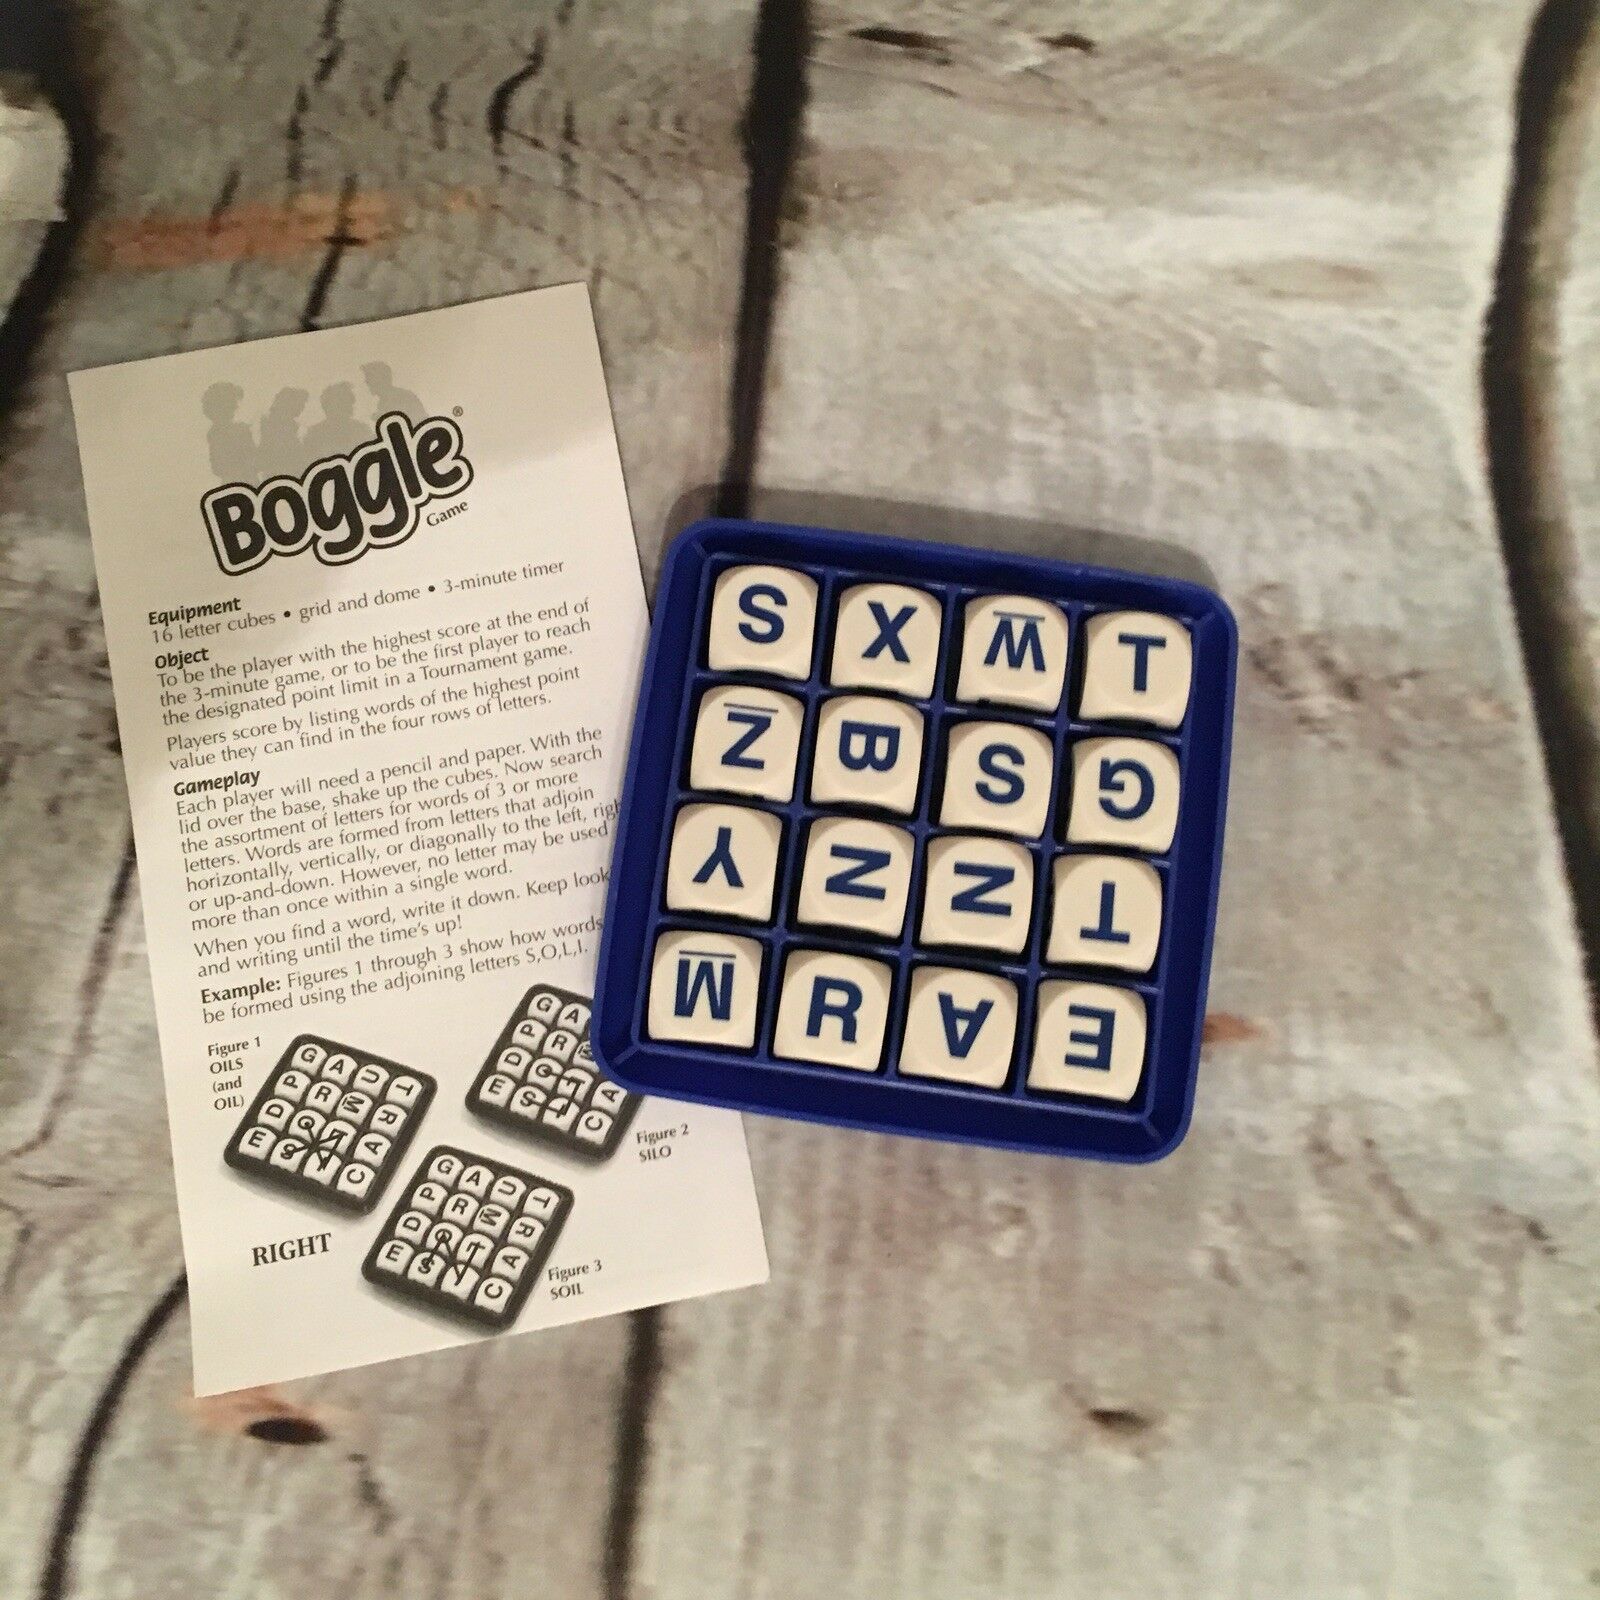 Boggle®
Game
Equipment
16 letter cubes • grid and dome • 3-minute timer
Object
To be the player with the highest score at the end of
the 3-minute game, or to be the first player to reach
the designated point limit in a Tournament game.
Players score by listing words of the highest point
value they can find in the four rows of letters.
Gameplay
Each player will need a pencil and paper. With the
lid over the base, shake up the cubes. Now search
the assortment of letters for words of 3 or more
letters. Words are formed from letters that adjoin
horizontally, vertically, or diagonally to the left, righ
or up-and-down. However, no letter may be used
more than once within a single word.
When you find a word, write it down. Keep look
and writing until the time's up!
Example: Figures 1 through 3 show how words
be formed using the adjoining letters S,O,L,I.
Figure 1
OILS
(and
OIL)
G A U T
P R M R
D O L A
E S I C
G A
P R
D O L A
E S I C
Figure 2
SILO
RIGHT
G A U T
P R M R
D O L A
E S I C
Figure 3
SOIL
S X W T
Z B S G
Y N N T
M R A E